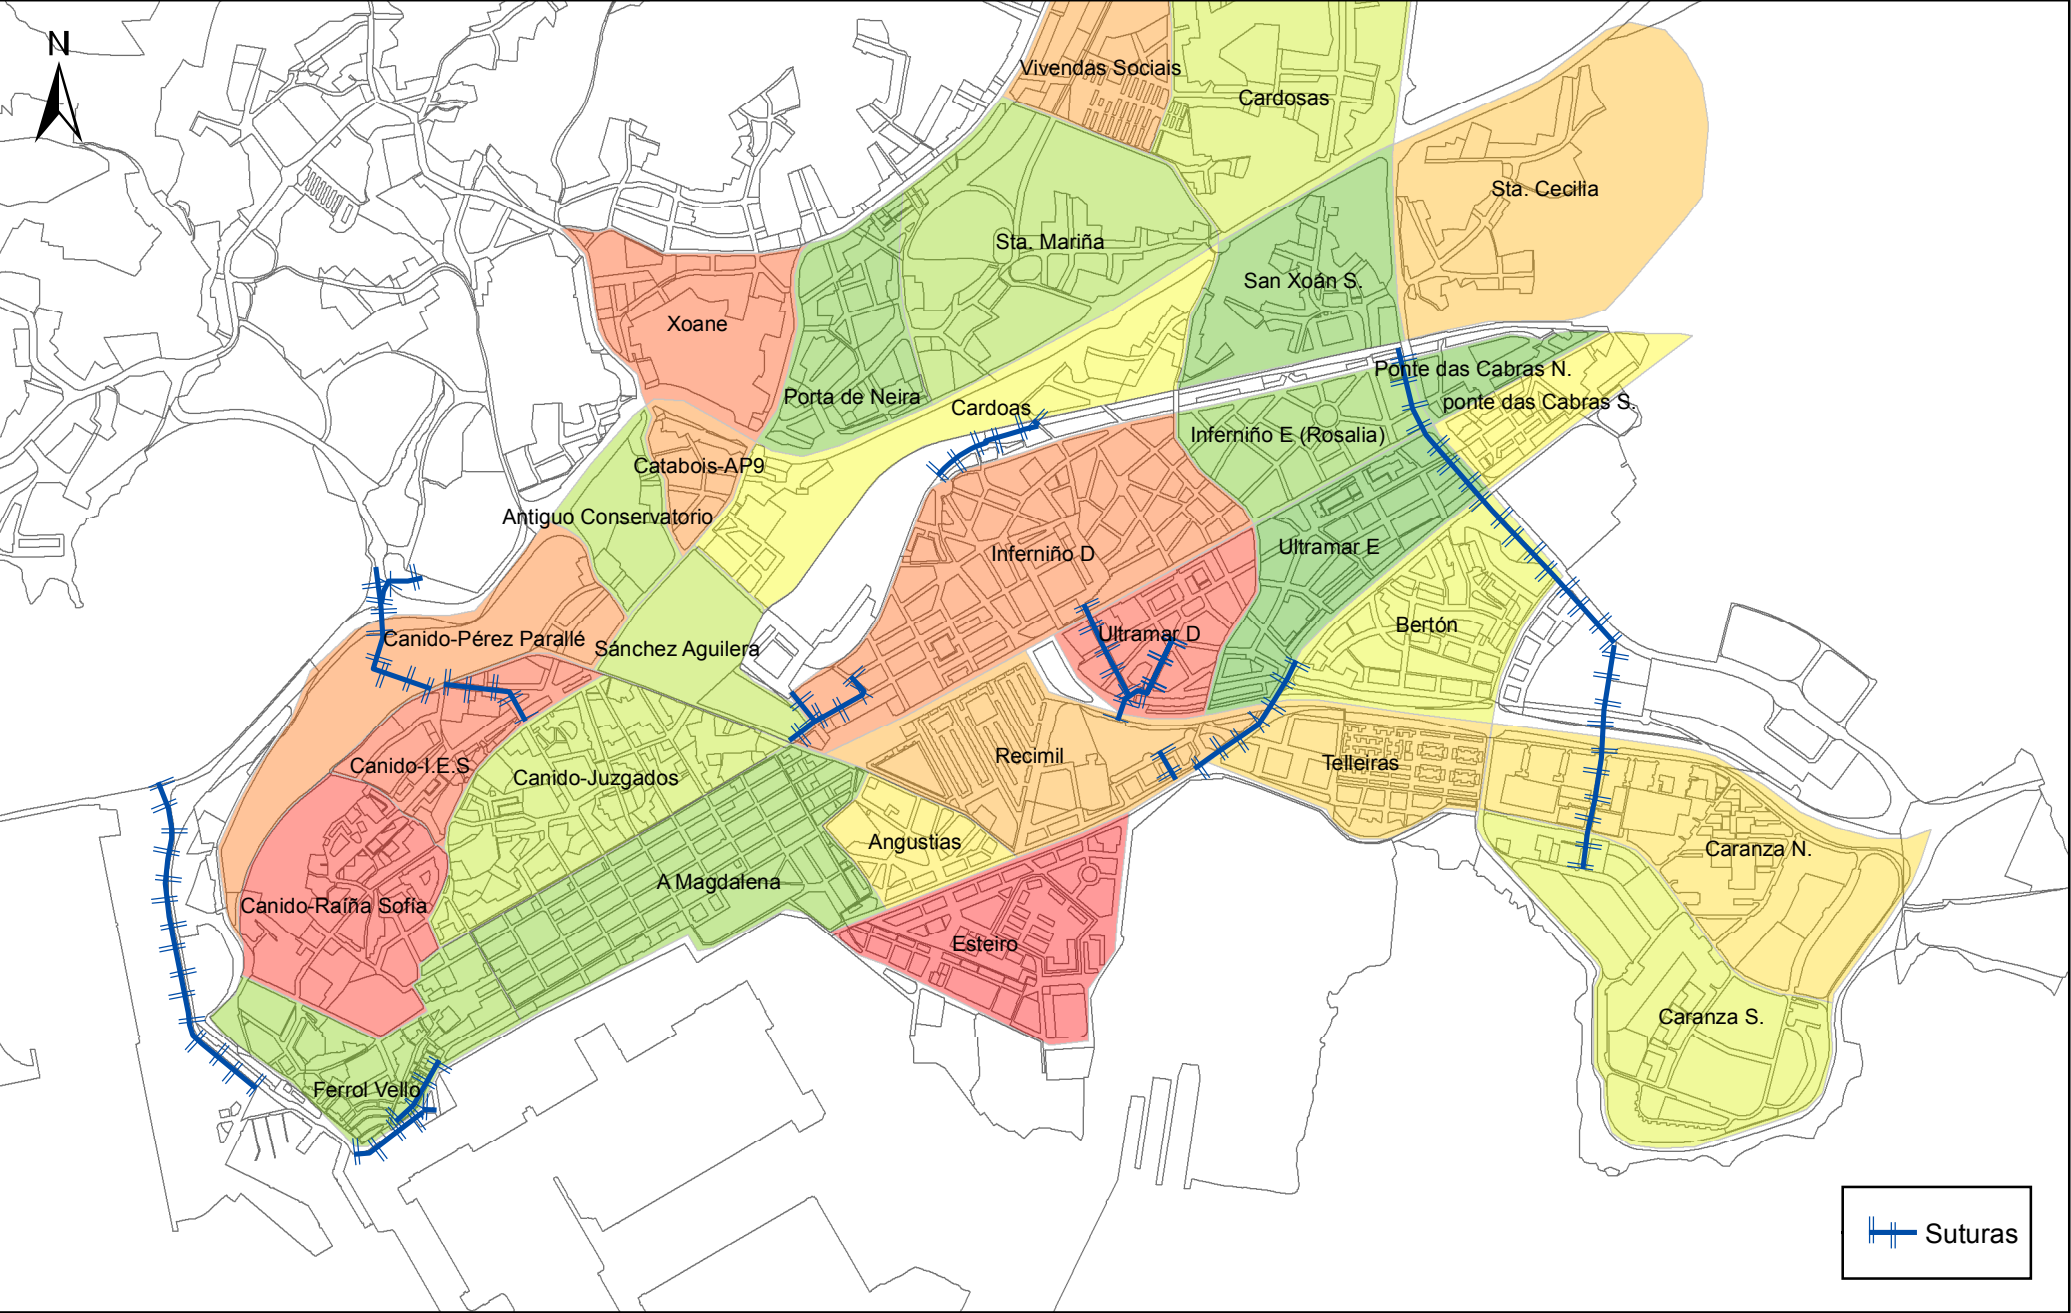 N
Vivendas Sociais
Cardosas
Sta. Cecilia
Sta. Mariña
San Xoán S.
Xoane
Ponte das Cabras N.
Porta de Neira
ponte das Cabras S.
Cardoas
Inferniño E (Rosalia)
Catabois-AP9
Antiguo Conservatorio
Inferniño D
Ultramar E
Bertón
Canido-Pérez Parallé
Sánchez Aguilera
Ultramar D
Recimil
Telleiras
Canido-I.E.S
Canido-Juzgados
Angustias
Caranza N.
A Magdalena
Canido-Raíña Sofía
Esteiro
Caranza S.
Ferrol Vello
Suturas